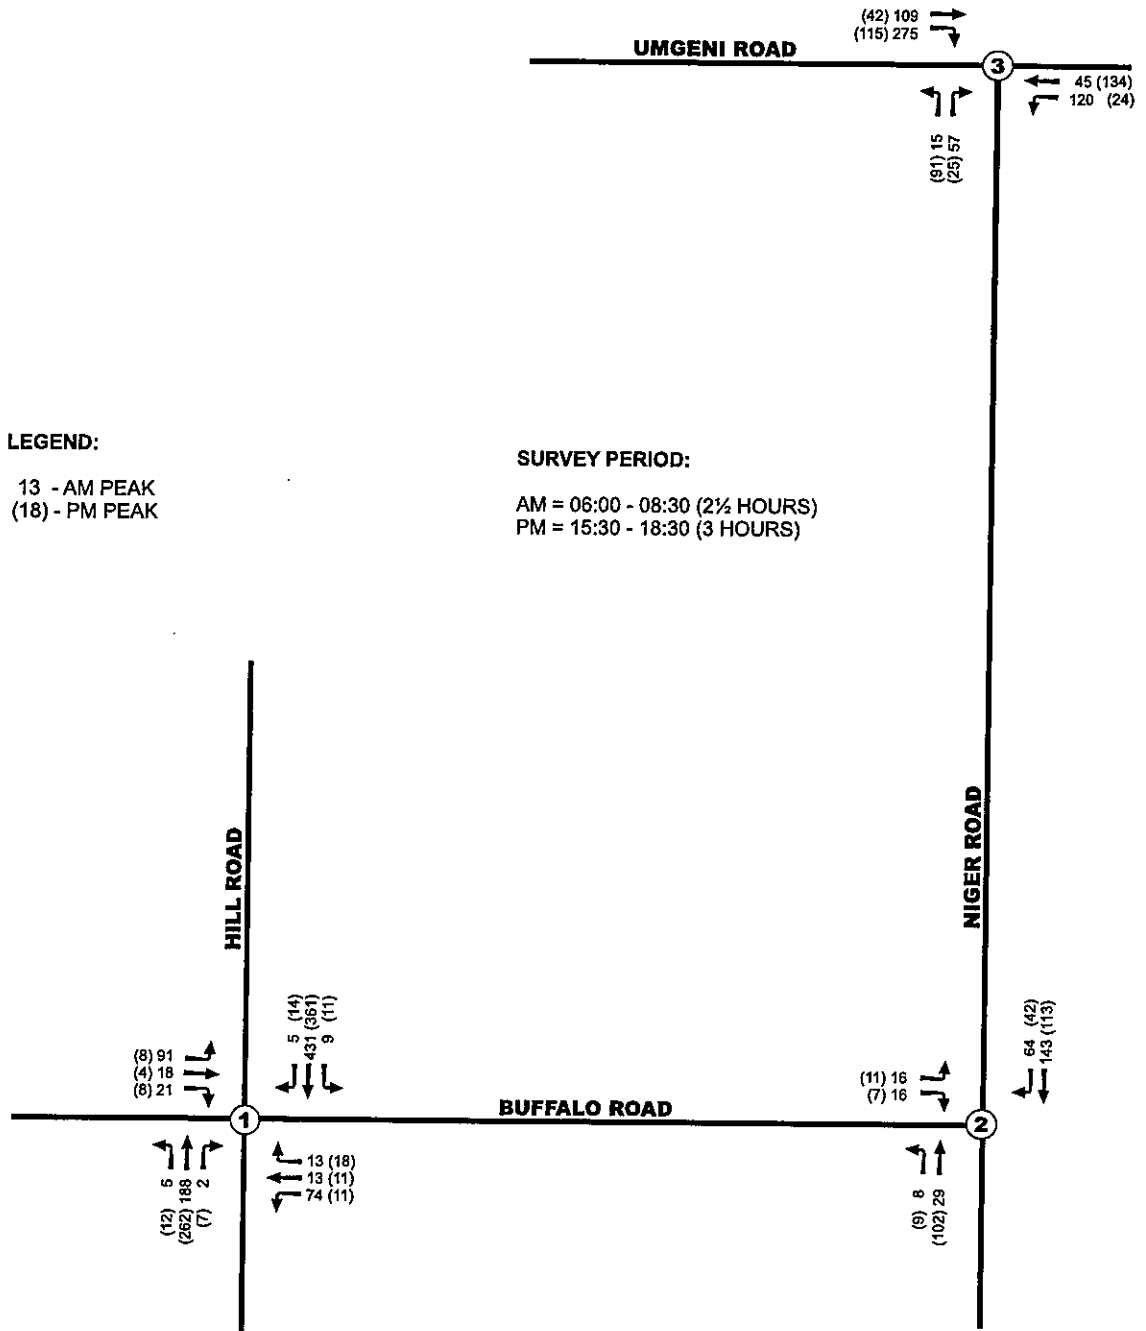 (42) 109
(115) 275
UMGENI ROAD
3
45 (134)
120 (24)
(91) 15
(25) 57
LEGEND:
13 - AM PEAK
(18) - PM PEAK
SURVEY PERIOD:
AM = 06:00 - 08:30 (2½ HOURS)
PM = 15:30 - 18:30 (3 HOURS)
HILL ROAD
NIGER ROAD
5 (14)
431 (361)
9 (11)
64 (42)
143 (113)
(8) 91
(4) 18
(8) 21
(11) 16
(7) 16
1
BUFFALO ROAD
2
13 (18)
13 (11)
74 (11)
(12) 5
(262) 188
(7) 2
(9) 8
(102) 29